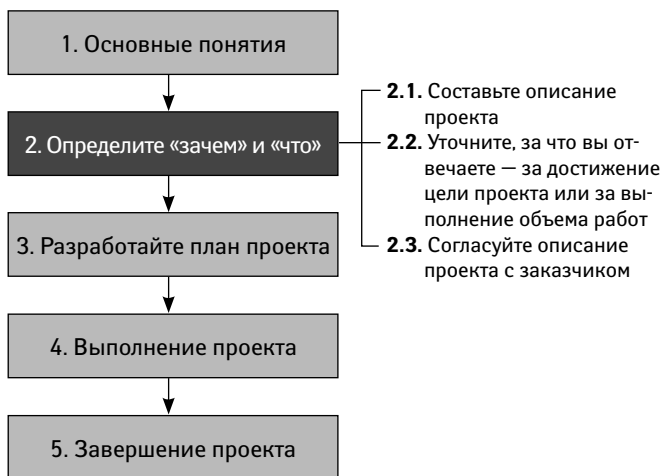 1. Основные понятия
2. Определите «зачем» и «что»
2.1. Составьте описание
проекта
2.2. Уточните, за что вы от-
вечаете — за достижение
цели проекта или за вы-
полнение объема работ
2.3. Согласуйте описание
проекта с заказчиком
3. Разработайте план проекта
4. Выполнение проекта
5. Завершение проекта